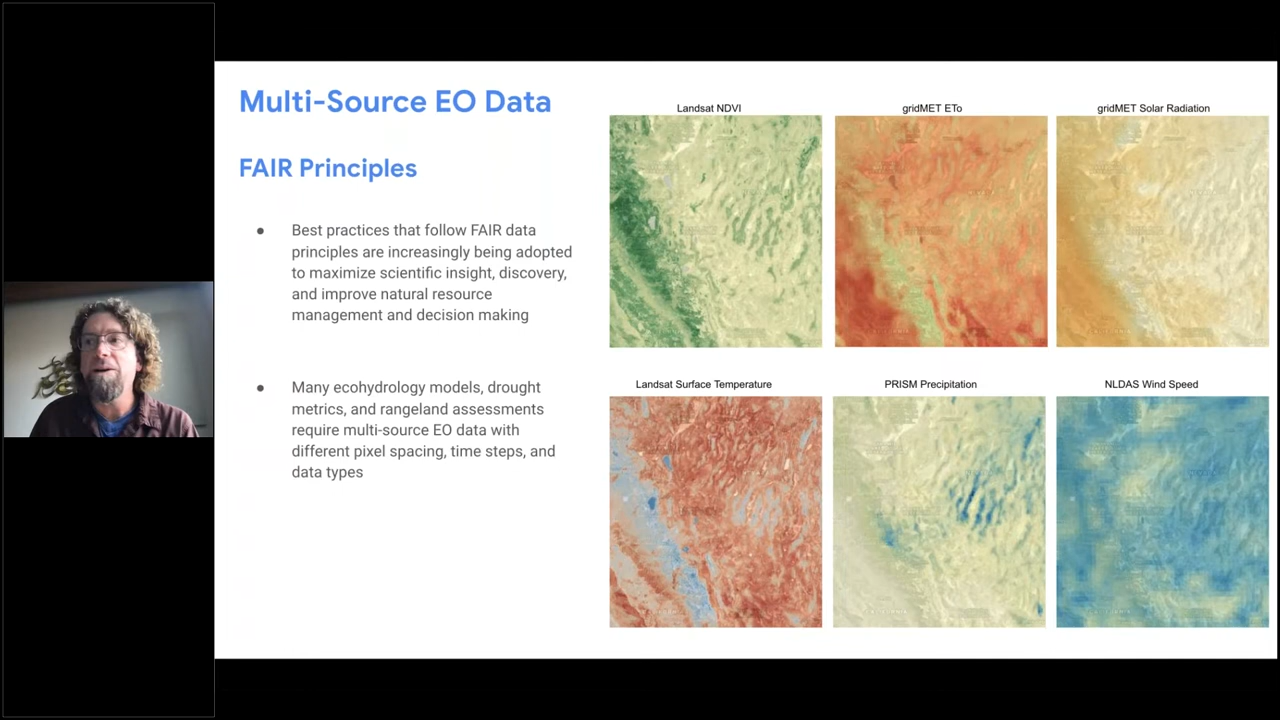 Multi-Source EO Data
FAIR Principles
● Best practices that follow FAIR data
principles are increasingly being adopted
to maximize scientific insight, discovery,
and improve natural resource
management and decision making
● Many ecohydrology models, drought
metrics, and rangeland assessments
require multi-source EO data with
different pixel spacing, time steps, and
data types
Landsat NDVI
gridMET ETo
gridMET Solar Radiation
Landsat Surface Temperature
PRISM Precipitation
NLDAS Wind Speed